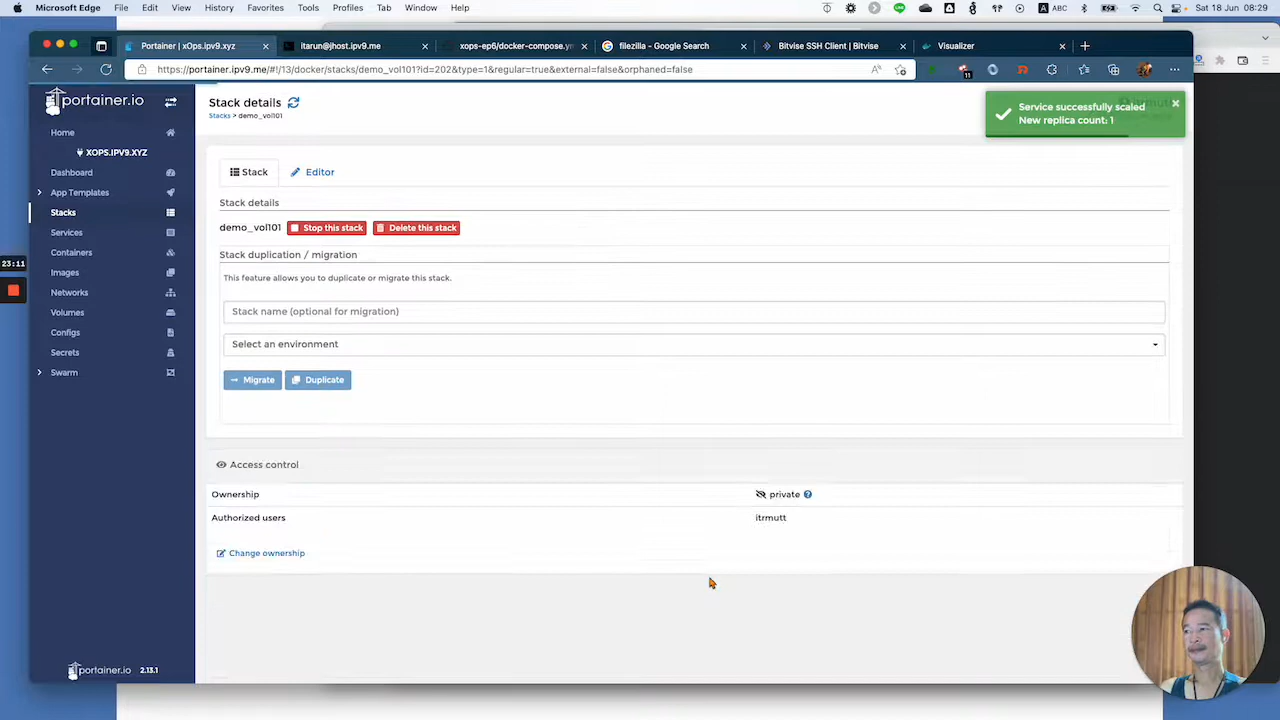 Microsoft Edge File Edit View History Favorites Tools Profiles Tab Window Help
ABC Sat 18 Jun 08:29
Portainer | xOps.ipv9.xyz
itarun@jhost.ipv9.me
xops-ep6/docker-compose.ym
filezilla - Google Search
Bitvise SSH Client | Bitvise
Visualizer
https://portainer.ipv9.me/#!/13/docker/stacks/demo_vol101?id=202&type=1&regular=true&external=false&orphaned=false
11
portainer.io
Home
XOPS.IPV9.XYZ
Dashboard
App Templates
Stacks
Services
Containers
Images
Networks
Volumes
Configs
Secrets
Swarm
portainer.io 2.13.1
23:11
Stack details
Stacks > demo_vol101
Service successfully scaled
New replica count: 1
Stack
Editor
Stack details
demo_vol101 Stop this stack Delete this stack
Stack duplication / migration
This feature allows you to duplicate or migrate this stack.
Stack name (optional for migration)
Select an environment
Migrate Duplicate
Access control
Ownership private
Authorized users itrmutt
Change ownership